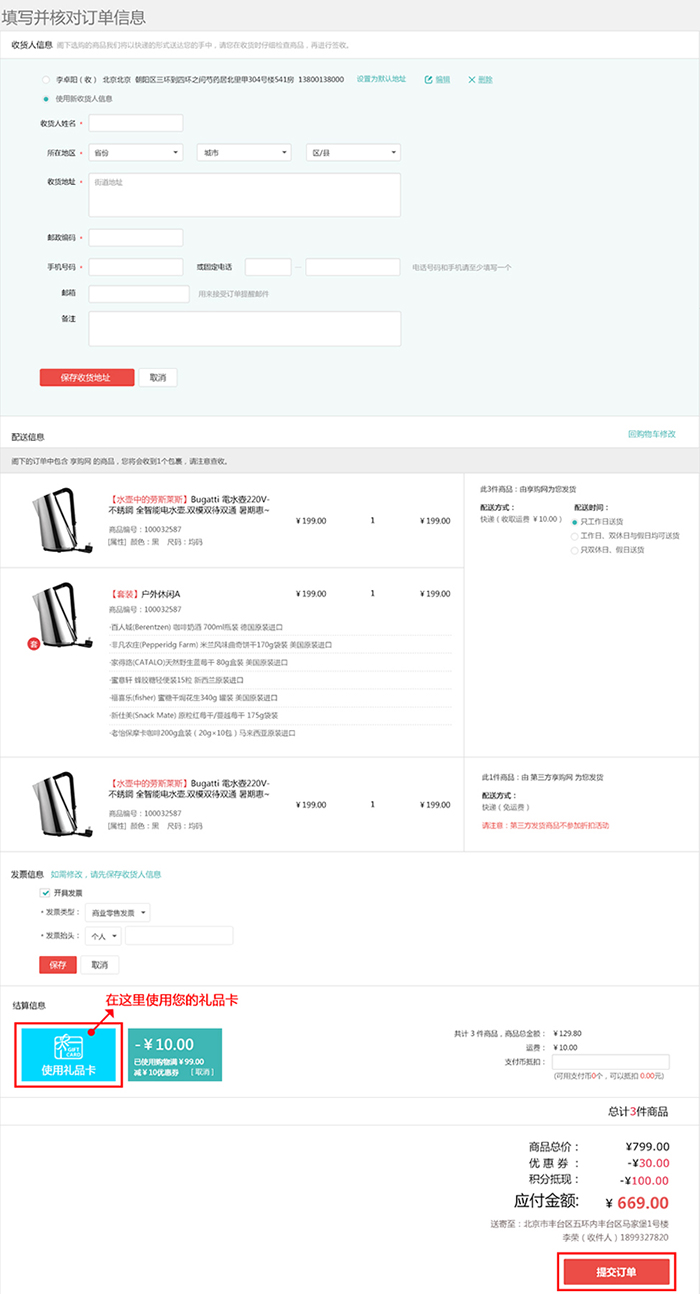 填写并核对订单信息
收货人信息 阁下选购的商品我们将以快递的形式送达您的手中，请您在收货时仔细检查商品，再进行签收。
李卓阳（收） 北京北京 朝阳区三环到四环之间芍药居北里甲304号楼541房 13800138000 设置为默认地址 编辑 删除
使用新收货人信息
收货人姓名 *
所在地区 * 省份 城市 区/县
收货地址 * 街道地址
邮政编码 *
手机号码 * 或固定电话 — 电话号码和手机请至少填写一个
邮箱 用来接受订单提醒邮件
备注
保存收货地址 取消
配送信息 回购物车修改
阁下的订单中包含 享购网 的商品，您将会收到1个包裹，请注意查收。
【水壶中的劳斯莱斯】Bugatti 電水壶220V-
不锈鋼 全智能电水壶.双模双待双通 暑期惠~
商品编号：100032587
[属性] 颜色：黑 尺码：均码
¥ 199.00 1 ¥ 199.00
此3件商品：由享购网为您发货
配送方式：
快递（收取运费 ¥ 10.00）
配送时间：
只工作日送货
工作日、双休日与假日均可送货
只双休日、假日送货
套
【套装】户外休闲A ¥ 199.00 1 ¥ 199.00
商品编号：100032587
·百人城(Berentzen) 咖啡奶酒 700ml瓶装 德国原装进口
·非凡农庄(Pepperidg Farm) 米兰风味曲奇饼干170g袋装 美国原装进口
·家得路(CATALO)天然野生蓝莓干 80g盒装 美国原装进口
·蜜意轩 蜂胶糖轻便装15粒 新西兰原装进口
·福喜乐(fisher) 蜜糖干焗花生340g 罐装 美国原装进口
·新仕美(Snack Mate) 原粒红莓干/蔓越莓干 175g袋装
·老怡保摩卡咖啡200g盒装（20g×10包）马来西亚原装进口
【水壶中的劳斯莱斯】Bugatti 電水壶220V-
不锈鋼 全智能电水壶.双模双待双通 暑期惠~
商品编号：100032587
[属性] 颜色：黑 尺码：均码
¥ 199.00 1 ¥ 199.00
此1件商品：由 第三方享购网 为您发货
配送方式：
快递（免运费）
请注意：第三方发货商品不参加折扣活动
发票信息 如需修改，请先保存收货人信息
开具发票
* 发票类型： 商业零售发票
* 发票抬头： 个人
保存 取消
结算信息
在这里使用您的礼品卡
GIFT
CARD
使用礼品卡
- ¥ 10.00
已使用购物满 ¥ 99.00
减 ¥ 10优惠券 [ 取消 ]
共计 3 件商品，商品总金额： ¥ 129.80
运费： ¥ 10.00
支付币抵扣：
(可用支付币0个，可以抵扣 0.00元)
总计3件商品
商品总价： ¥799.00
优 惠 券 ： -¥30.00
积分抵现： -¥100.00
应付金额: ¥ 669.00
送寄至：北京市丰台区五环内丰台区马家堡1号楼
李荣（收件人）1899327820
提交订单